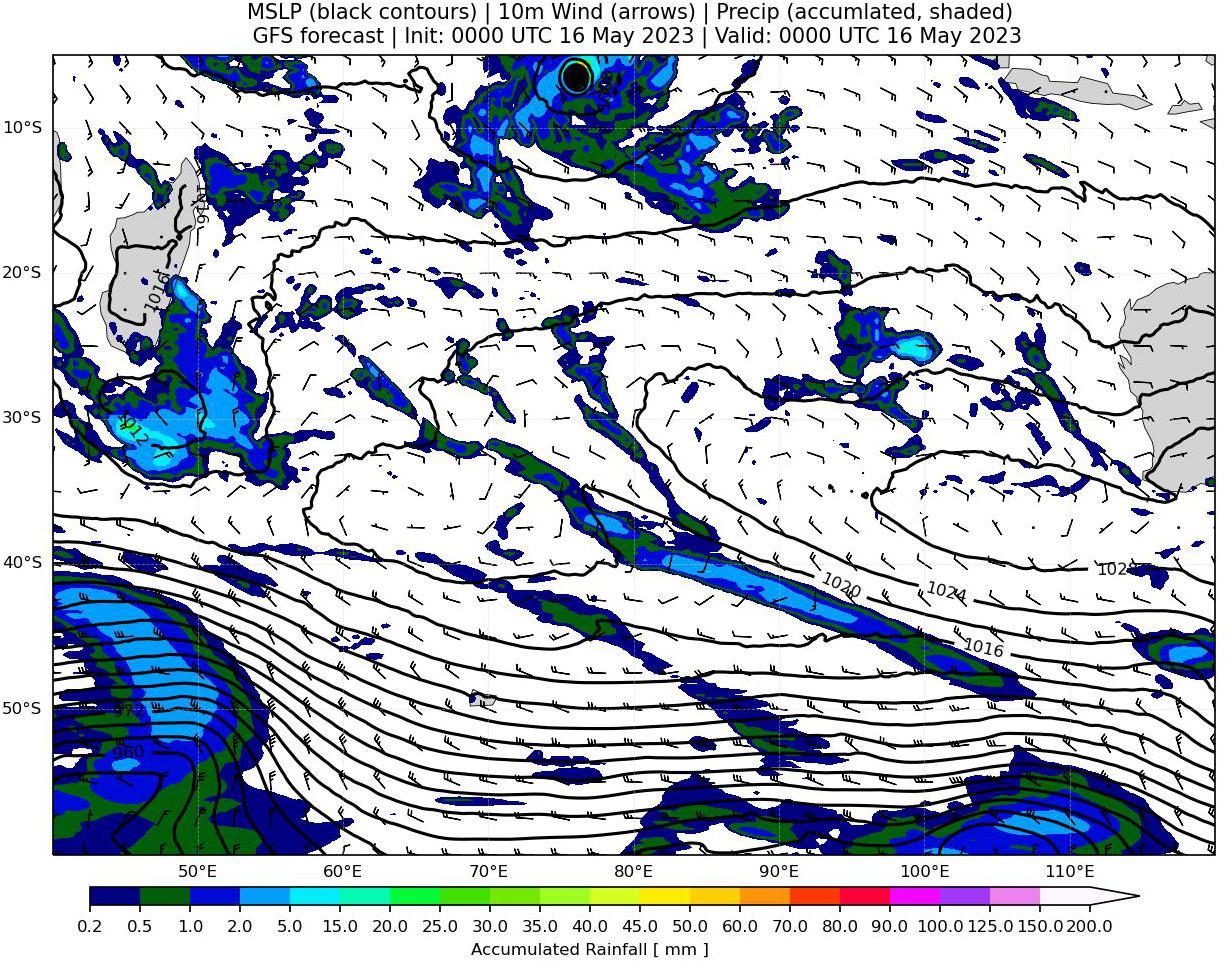 MSLP (black contours) | 10m Wind (arrows) | Precip (accumlated, shaded)
GFS forecast | Init: 0000 UTC 16 May 2023 | Valid: 0000 UTC 16 May 2023
10°S
1016
20°S
1016
30°S
1012
40°S
1020
1024
1028
1016
50°S
972
960
50°E 60°E 70°E 80°E 90°E 100°E 110°E
0.2 0.5 1.0 2.0 5.0 10.0 15.0 20.0 25.0 30.0 35.0 40.0 45.0 50.0 60.0 70.0 80.0 90.0 100.0 125.0 150.0 200.0
Accumulated Rainfall [ mm ]